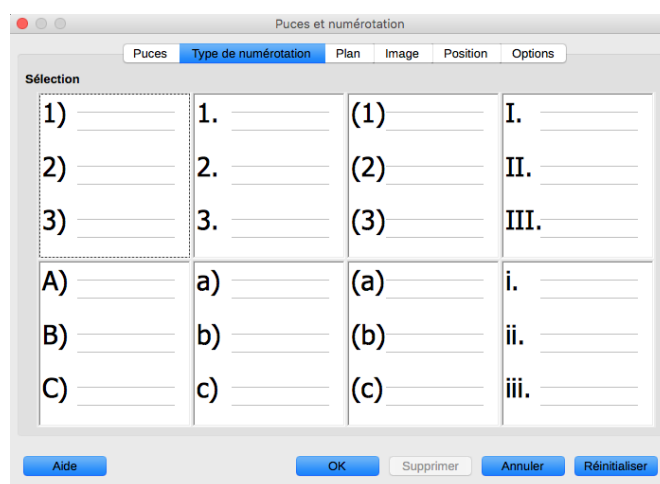 Puces et numérotation
Puces Type de numérotation Plan Image Position Options
Sélection
1) 1. (1) I.
2) 2. (2) II.
3) 3. (3) III.
A) a) (a) i.
B) b) (b) ii.
C) c) (c) iii.
Aide OK Supprimer Annuler Réinitialiser